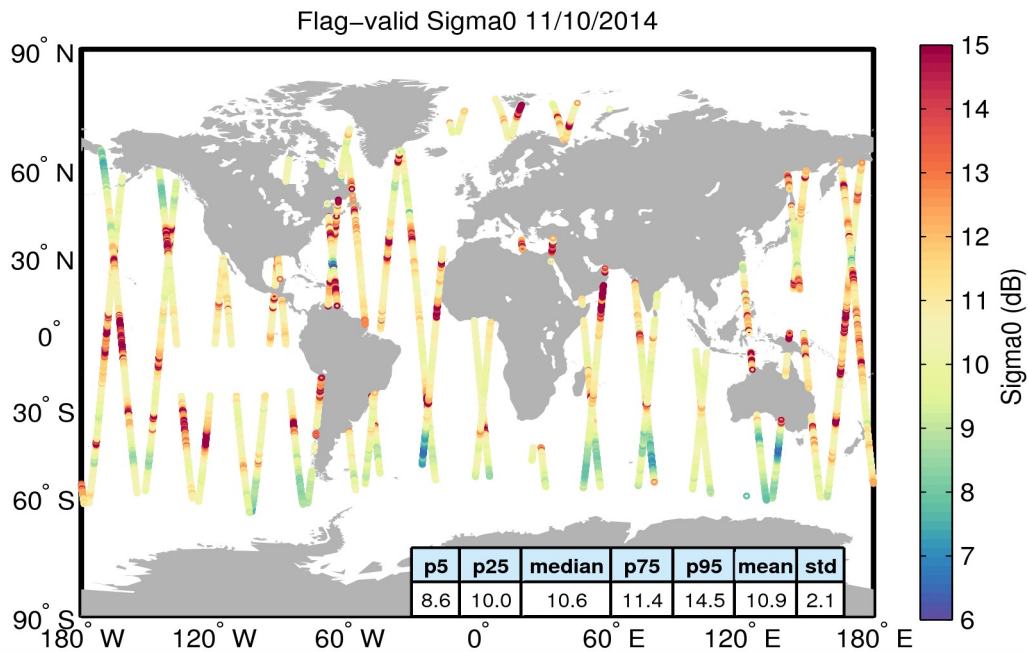 Flag−valid Sigma0 11/10/2014
90° N
60° N
30° N
0°
30° S
60° S
90° S
180° W
120° W
60° W
0°
60° E
120° E
180° E
p5 p25 median p75 p95 mean std
8.6 10.0 10.6 11.4 14.5 10.9 2.1
15
14
13
12
11
10
9
8
7
6
Sigma0 (dB)